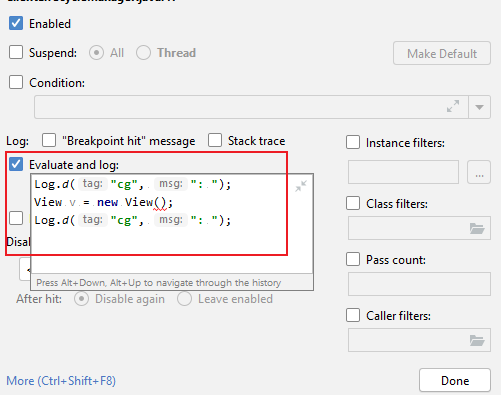 Enabled
Suspend: All Thread
Make Default
Condition:
Log: "Breakpoint hit" message Stack trace
Instance filters:
Evaluate and log:
Log.d( tag: "cg", msg: ": ");
View v = new View();
Log.d( tag: "cg", msg: ": ");
...
Class filters:
Disa
<
Pass count:
Press Alt+Down, Alt+Up to navigate through the history
After hit: Disable again Leave enabled
Caller filters:
More (Ctrl+Shift+F8)
Done